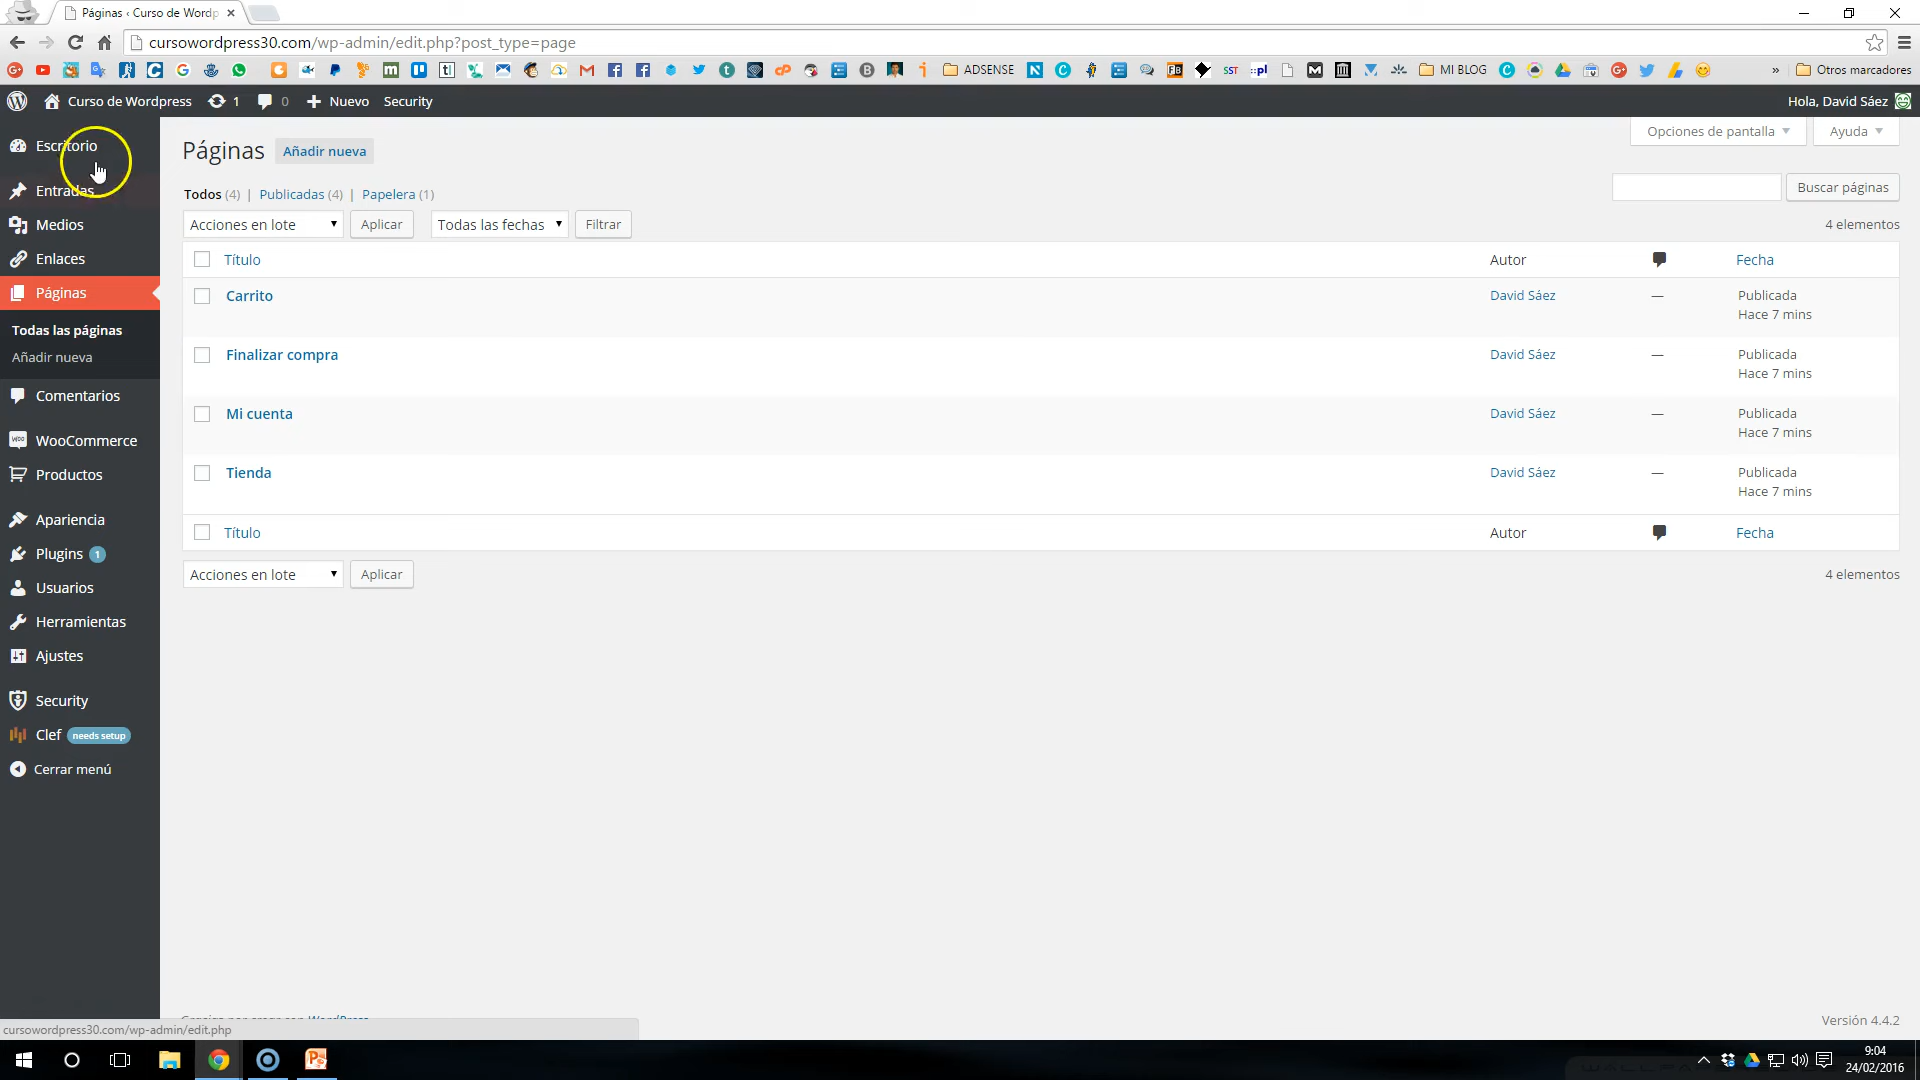 Páginas ‹ Curso de Wordp
cursowordpress30.com/wp-admin/edit.php?post_type=page
ADSENSE
MI BLOG
» Otros marcadores
Curso de Wordpress 1 0 + Nuevo Security
Hola, David Sáez
Opciones de pantalla
Ayuda
Escritorio
Entradas
Medios
Enlaces
Páginas
Todas las páginas
Añadir nueva
Comentarios
WooCommerce
Productos
Apariencia
Plugins 1
Usuarios
Herramientas
Ajustes
Security
Clef needs setup
Cerrar menú
Páginas Añadir nueva
Todos (4) | Publicadas (4) | Papelera (1)
Buscar páginas
Acciones en lote Aplicar Todas las fechas Filtrar
4 elementos
Título Autor Fecha
Carrito David Sáez — Publicada
Hace 7 mins
Finalizar compra David Sáez — Publicada
Hace 7 mins
Mi cuenta David Sáez — Publicada
Hace 7 mins
Tienda David Sáez — Publicada
Hace 7 mins
Título Autor Fecha
Acciones en lote Aplicar
4 elementos
WordPress
Versión 4.4.2
cursowordpress30.com/wp-admin/edit.php
9:04
24/02/2016